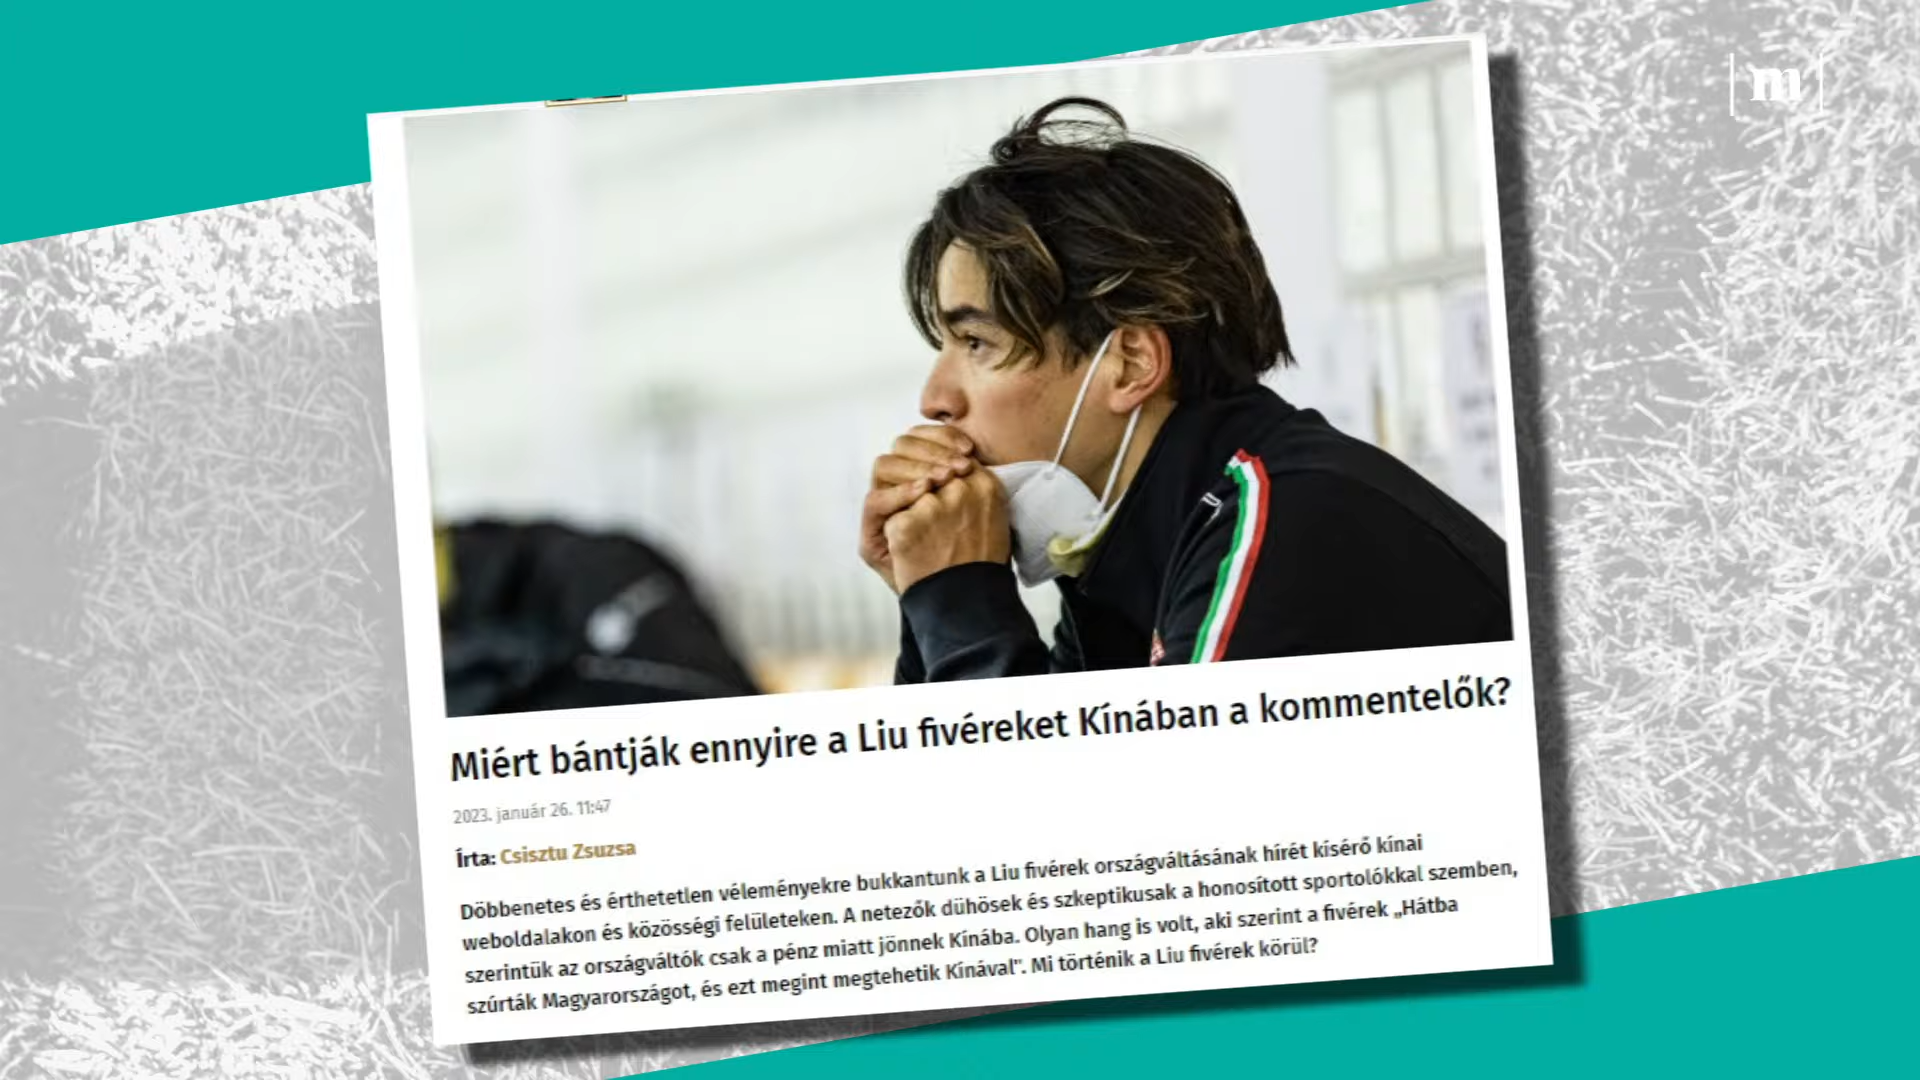 m
Miért bántják ennyire a Liu fivéreket Kínában a kommentelők?
2023. január 26. 11:47
Írta: Csisztu Zsuzsa
Döbbenetes és érthetetlen véleményekre bukkantunk a Liu fivérek országváltásának hírét kísérő kínai
weboldalakon és közösségi felületeken. A netezők dühösek és szkeptikusak a honosított sportolókkal szemben,
szerintük az országváltók csak a pénz miatt jönnek Kínába. Olyan hang is volt, aki szerint a fivérek „Hátba
szúrták Magyarországot, és ezt megint megtehetik Kínával”. Mi történik a Liu fivérek körül?